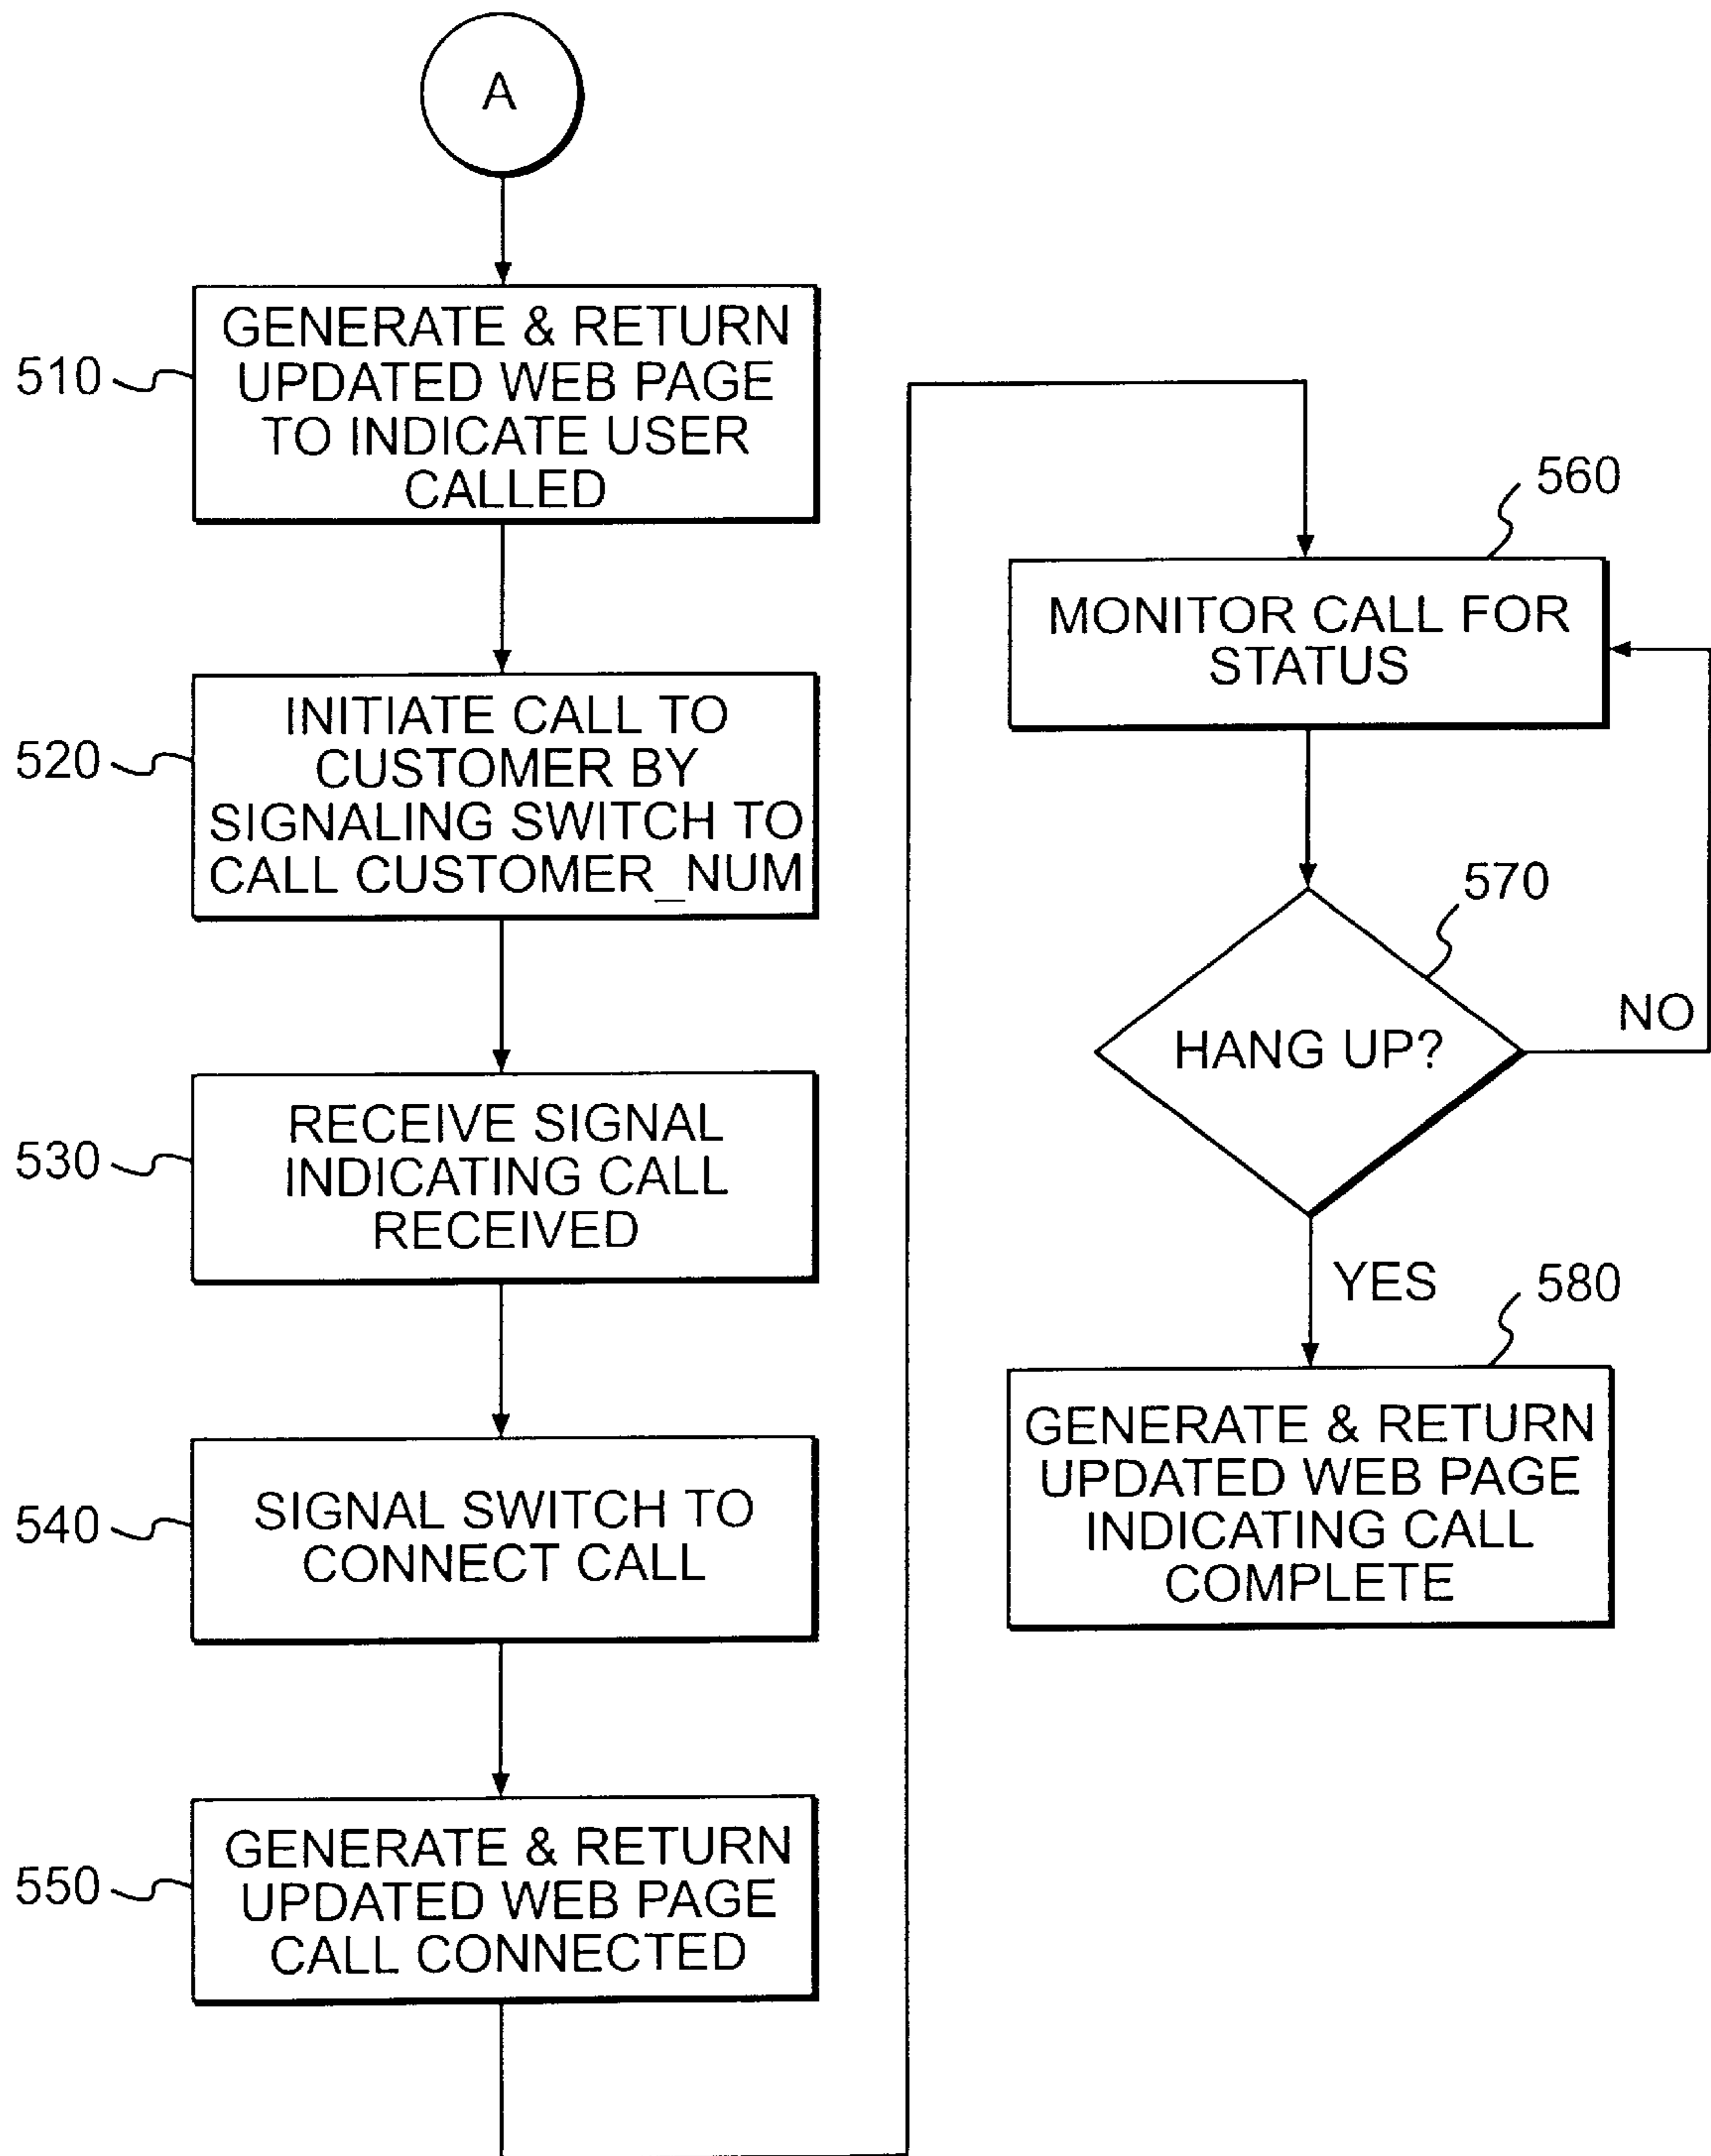 A
510
GENERATE & RETURN
UPDATED WEB PAGE
TO INDICATE USER
CALLED
520
INITIATE CALL TO
CUSTOMER BY
SIGNALING SWITCH TO
CALL CUSTOMER_NUM
530
RECEIVE SIGNAL
INDICATING CALL
RECEIVED
540
SIGNAL SWITCH TO
CONNECT CALL
550
GENERATE & RETURN
UPDATED WEB PAGE
CALL CONNECTED
560
MONITOR CALL FOR
STATUS
570
HANG UP?
NO
YES
580
GENERATE & RETURN
UPDATED WEB PAGE
INDICATING CALL
COMPLETE